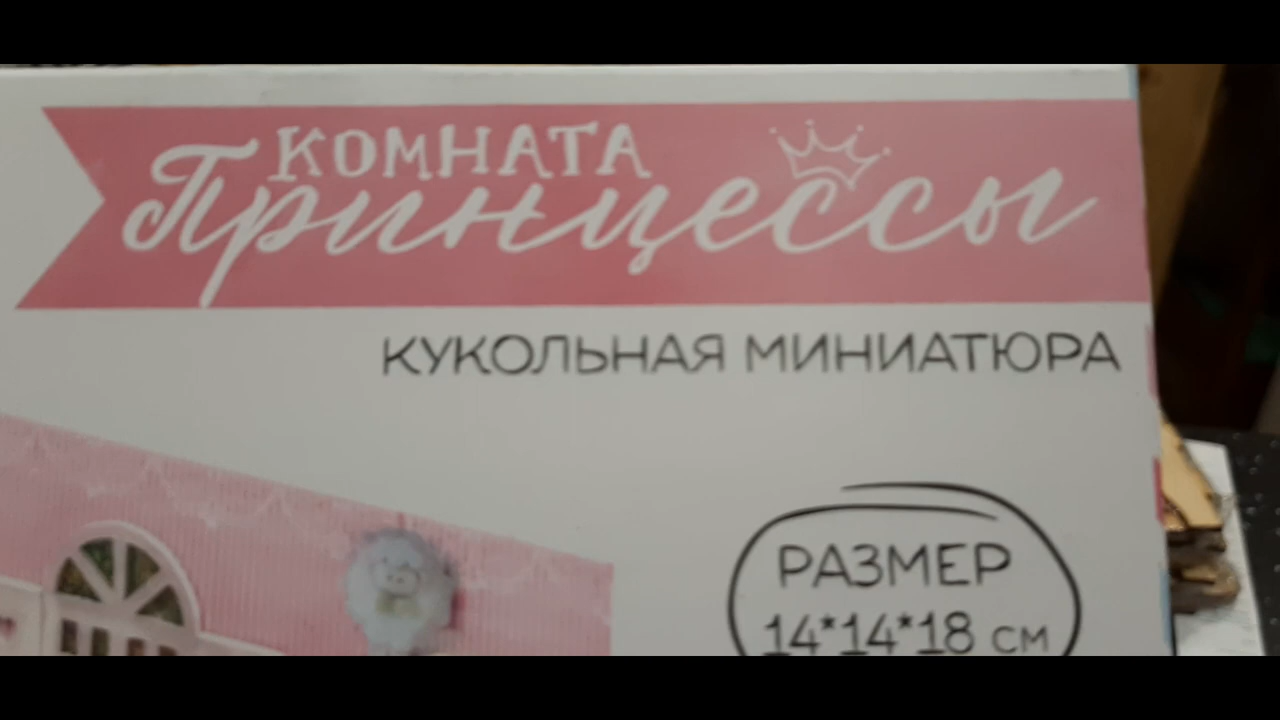 КОМНАТА
Принцессы
КУКОЛЬНАЯ МИНИАТЮРА
РАЗМЕР
14*14*18 СМ